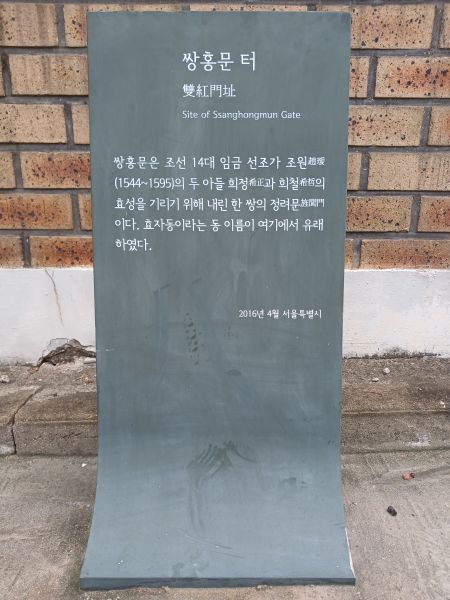 쌍홍문 터
雙紅門址
Site of Ssanghongmun Gate
쌍홍문은 조선 14대 임금 선조가 조원趙瑗
(1544~1595)의 두 아들 희정希正과 희철希哲의
효성을 기리기 위해 내린 한 쌍의 정려문旌閭門
이다. 효자동이라는 동 이름이 여기에서 유래
하였다.
2016년 4월 서울특별시